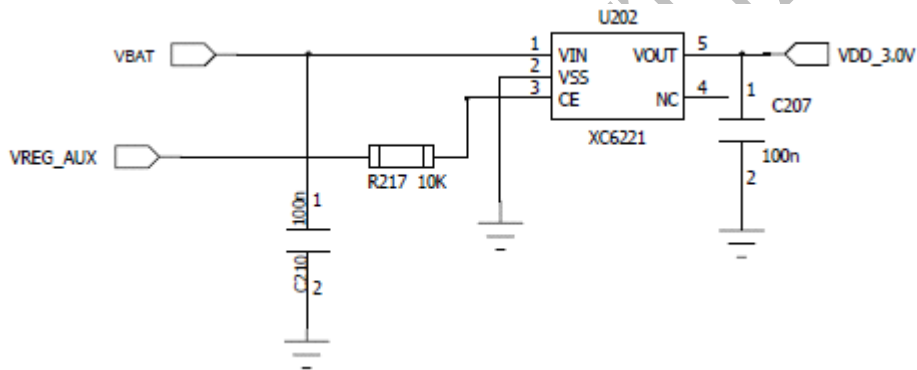 U202
VBAT
1
VIN
VOUT
5
VDD_3.0V
2
VSS
3
CE
NC
4
1
C207
XC6221
VREG_AUX
100n
R217 10K
2
100n
1
C210
2